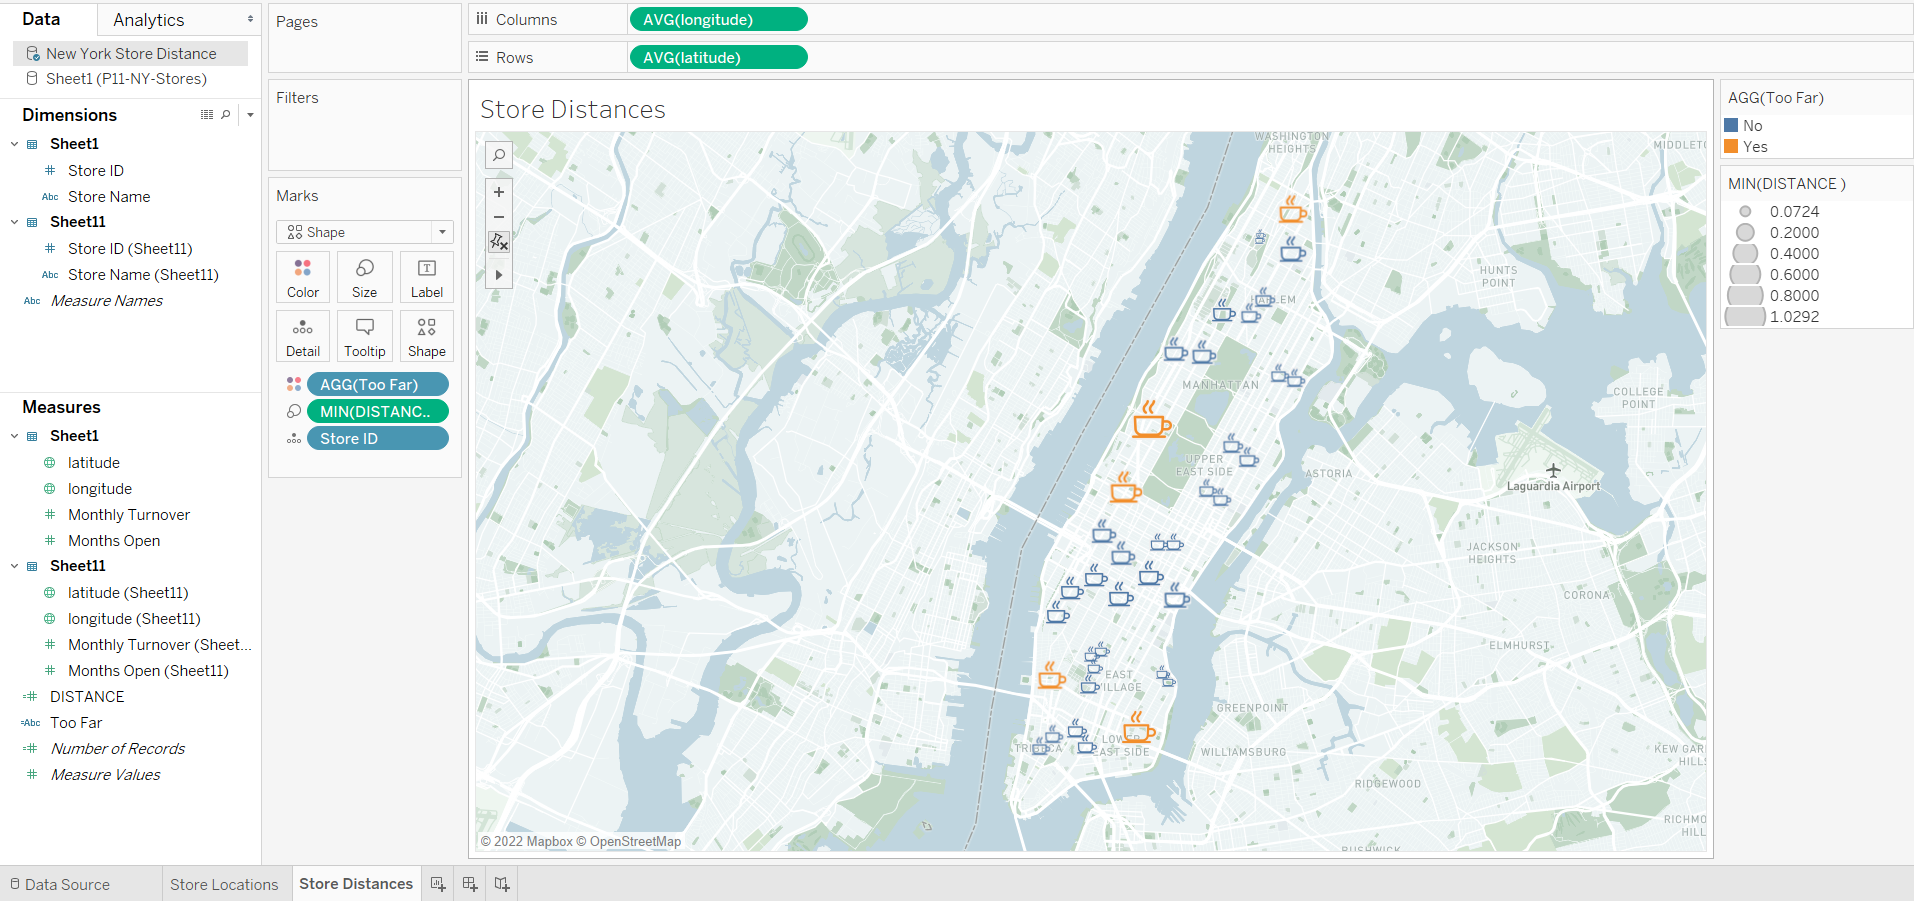 Data
Analytics
New York Store Distance
Sheet1 (P11-NY-Stores)
Dimensions
Sheet1
# Store ID
Abc Store Name
Sheet11
# Store ID (Sheet11)
Abc Store Name (Sheet11)
Abc Measure Names
Measures
Sheet1
latitude
longitude
# Monthly Turnover
# Months Open
Sheet11
latitude (Sheet11)
longitude (Sheet11)
# Monthly Turnover (Sheet...
# Months Open (Sheet11)
=# DISTANCE
=Abc Too Far
=# Number of Records
# Measure Values
Pages
Filters
Marks
Shape
Color
Size
T
Label
Detail
Tooltip
Shape
AGG(Too Far)
MIN(DISTANC..
Store ID
Columns
AVG(longitude)
Rows
AVG(latitude)
Store Distances
WASHINGTON
HEIGHTS
MIDDLETO
HUNTS
POINT
HARLEM
MANHATTAN
COLLEGE
POINT
UPPER
EAST SIDE
ASTORIA
Laguardia Airport
JACKSON
HEIGHTS
CORONA
ELMHURST
EAST
VILLAGE
GREENPOINT
TRIBECA
LOWER
EAST SIDE
WILLIAMSBURG
KEW GAR
HILLS
RIDGEWOOD
RICHMO
HILL
BUSHWICK
© 2022 Mapbox © OpenStreetMap
AGG(Too Far)
No
Yes
MIN(DISTANCE )
0.0724
0.2000
0.4000
0.6000
0.8000
1.0292
Data Source
Store Locations
Store Distances